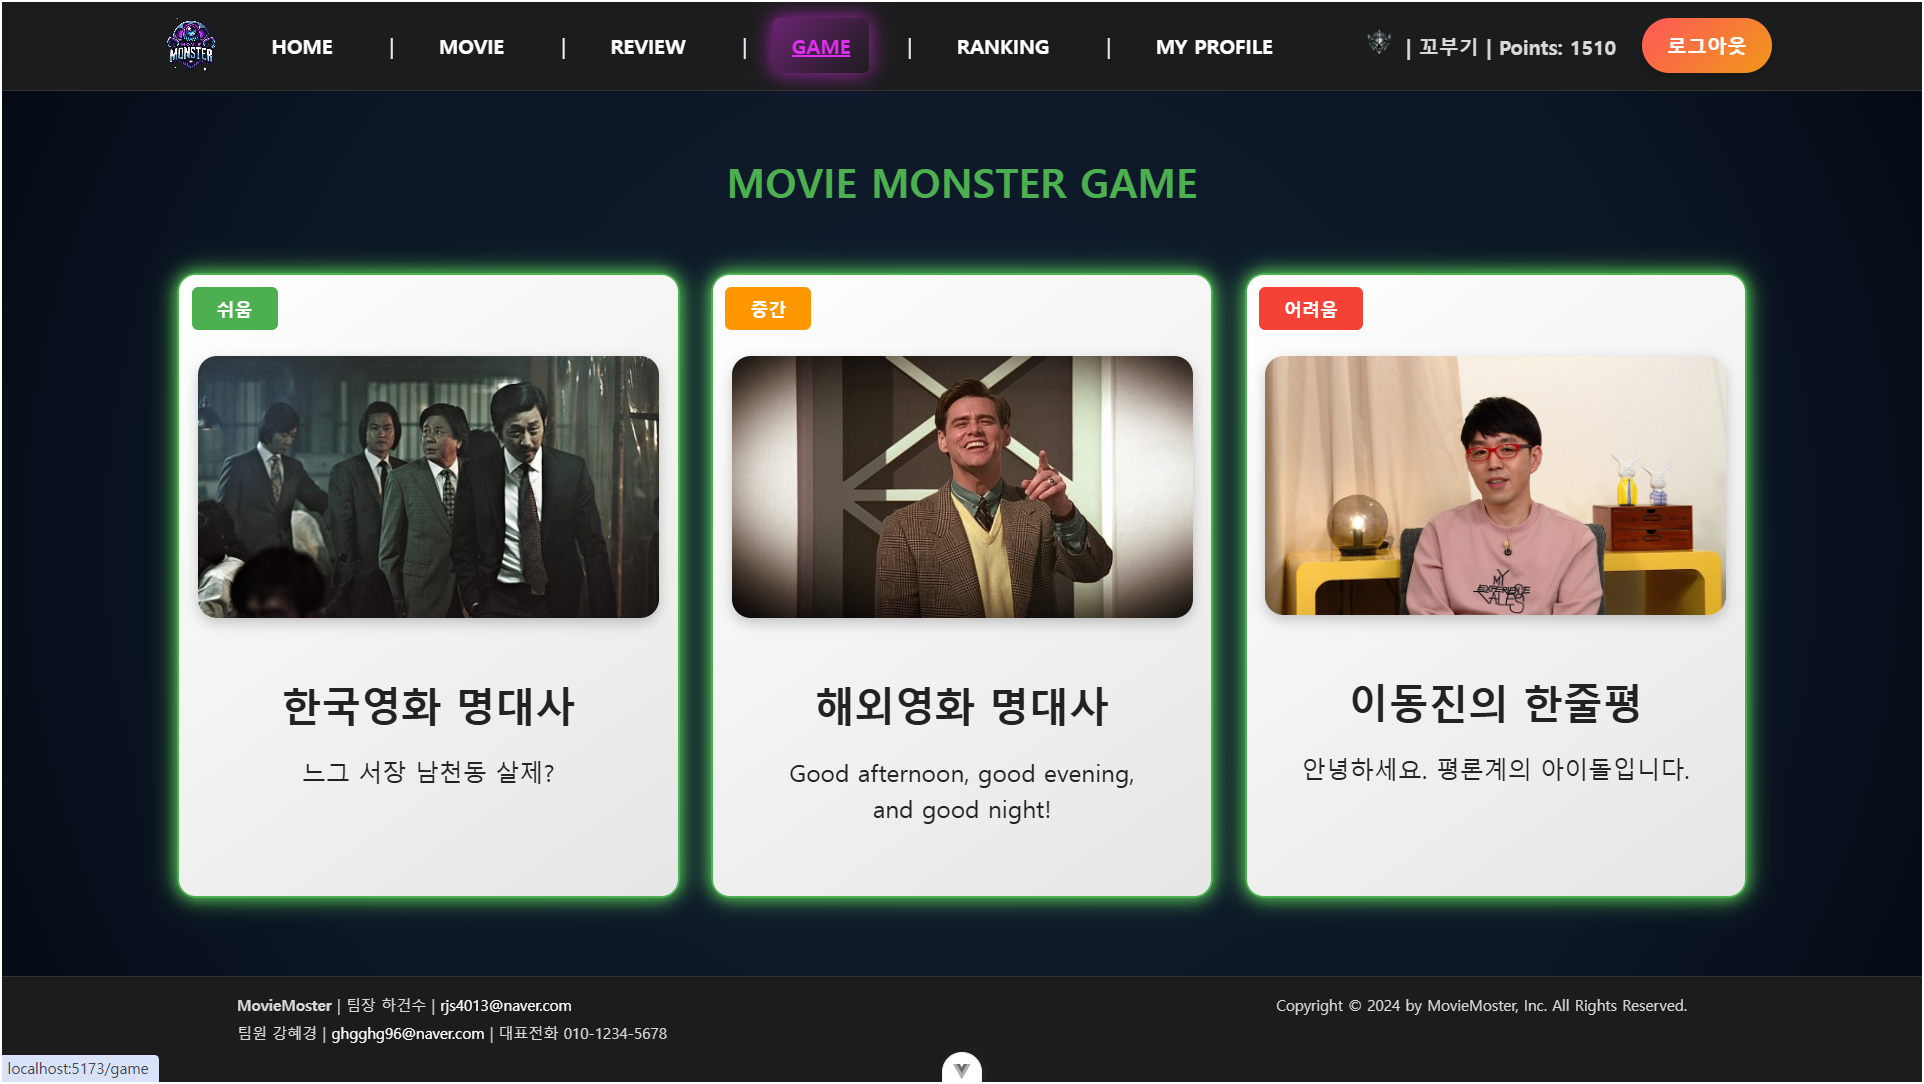 MOVIE
MONSTER
HOME | MOVIE | REVIEW | GAME | RANKING | MY PROFILE
| 꼬부기 | Points: 1510
로그아웃
MOVIE MONSTER GAME
쉬움
한국영화 명대사
느그 서장 남천동 살제?
중간
해외영화 명대사
Good afternoon, good evening,
and good night!
어려움
MY
EXPERIENCE
이동진의 한줄평
안녕하세요. 평론계의 아이돌입니다.
MovieMoster | 팀장 하건수 | rjs4013@naver.com
팀원 강혜경 | ghgghg96@naver.com | 대표전화 010-1234-5678
Copyright © 2024 by MovieMoster, Inc. All Rights Reserved.
localhost:5173/game